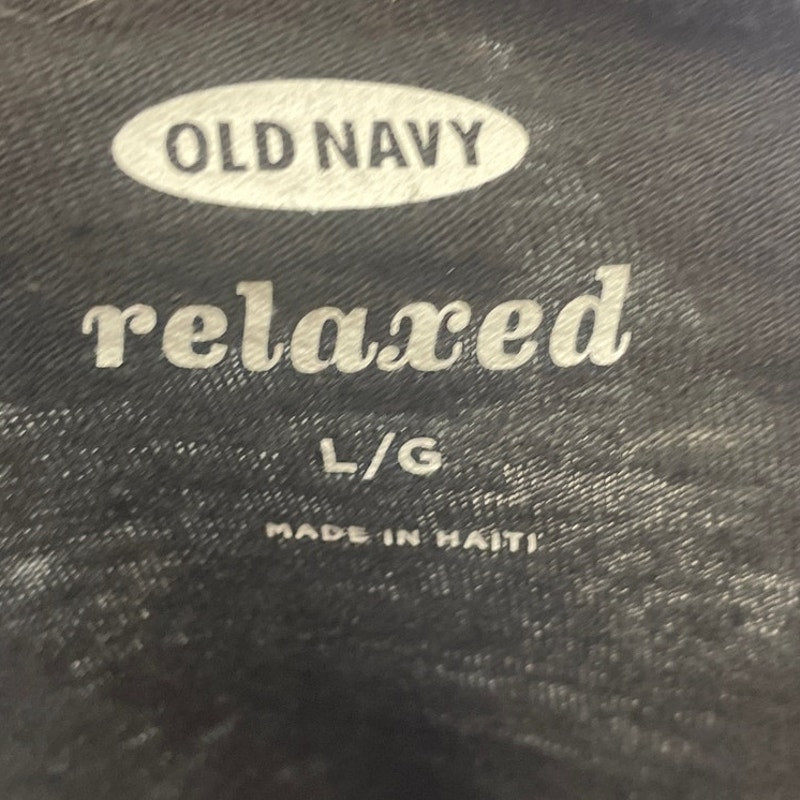 OLD NAVY
relaxed
L/G
MADE IN HAITI